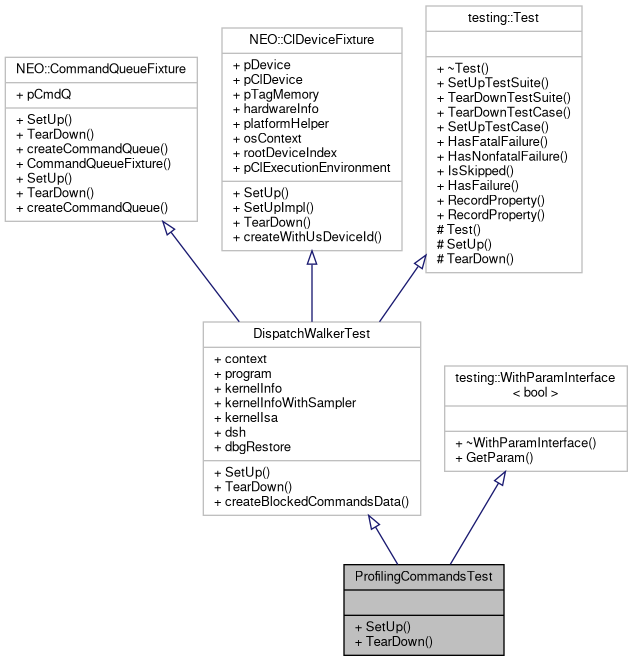 NEO::CommandQueueFixture
+ pCmdQ
+ SetUp()
+ TearDown()
+ createCommandQueue()
+ CommandQueueFixture()
+ SetUp()
+ TearDown()
+ createCommandQueue()
NEO::ClDeviceFixture
+ pDevice
+ pClDevice
+ pTagMemory
+ hardwareInfo
+ platformHelper
+ osContext
+ rootDeviceIndex
+ pClExecutionEnvironment
+ SetUp()
+ SetUpImpl()
+ TearDown()
+ createWithUsDeviceId()
testing::Test
+ ~Test()
+ SetUpTestSuite()
+ TearDownTestSuite()
+ TearDownTestCase()
+ SetUpTestCase()
+ HasFatalFailure()
+ HasNonfatalFailure()
+ IsSkipped()
+ HasFailure()
+ RecordProperty()
+ RecordProperty()
# Test()
# SetUp()
# TearDown()
DispatchWalkerTest
+ context
+ program
+ kernelInfo
+ kernelInfoWithSampler
+ kernelIsa
+ dsh
+ dbgRestore
+ SetUp()
+ TearDown()
+ createBlockedCommandsData()
testing::WithParamInterface
< bool >
+ ~WithParamInterface()
+ GetParam()
ProfilingCommandsTest
+ SetUp()
+ TearDown()